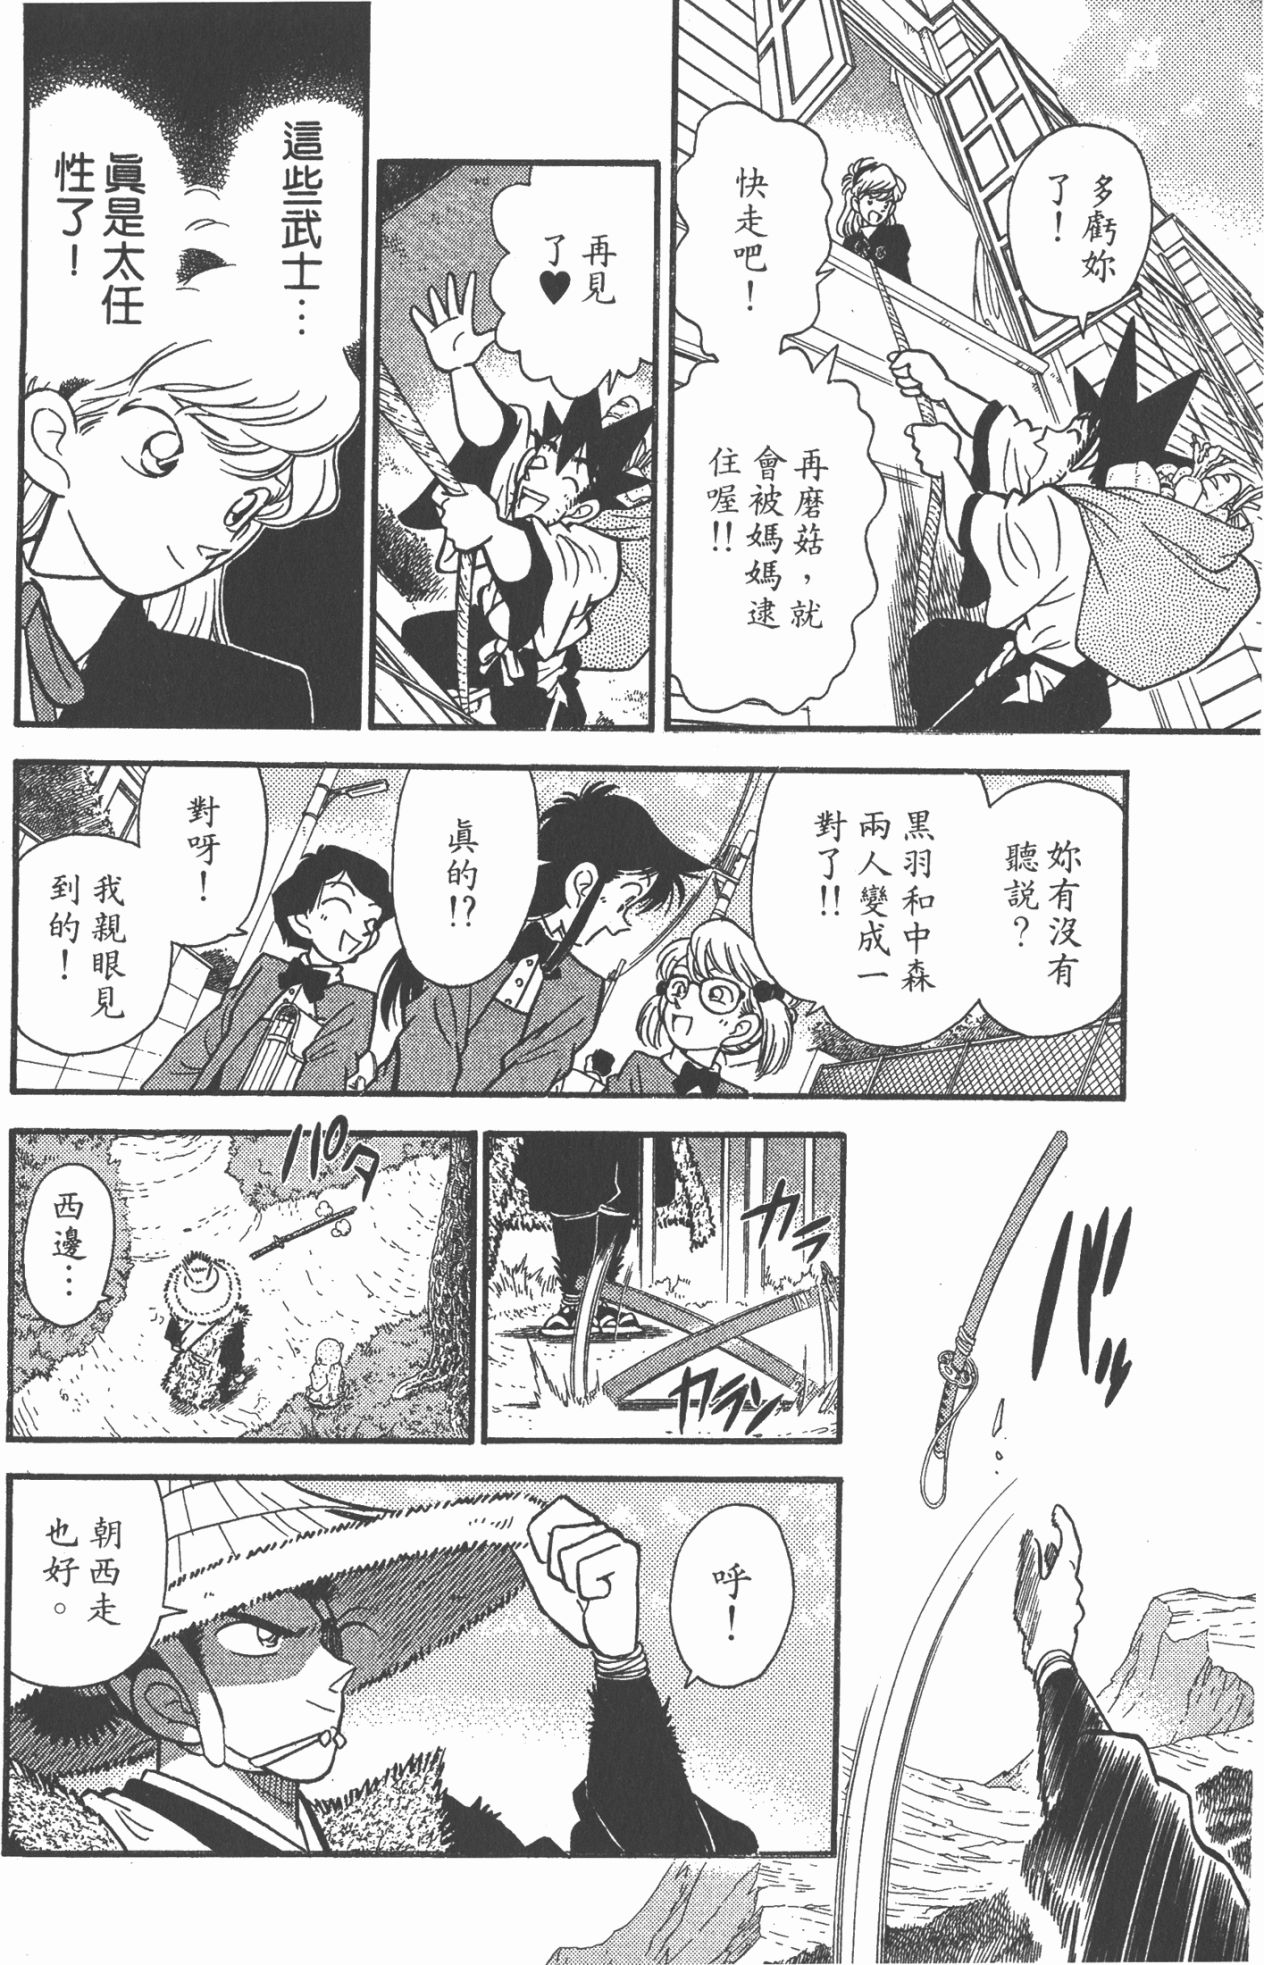 多虧妳
了！
快走吧！
再磨菇，就
會被媽媽逮
住喔!!
再見
了♥
這些武士…
眞是太任
性了！
妳有沒有
聽説？
黑羽和中森
兩人變成一
對了!!
眞的!?
對呀！
我親眼見
到的！
バッ
カラ
カラン
パタ
西邊…
呼！
朝西走
也好。